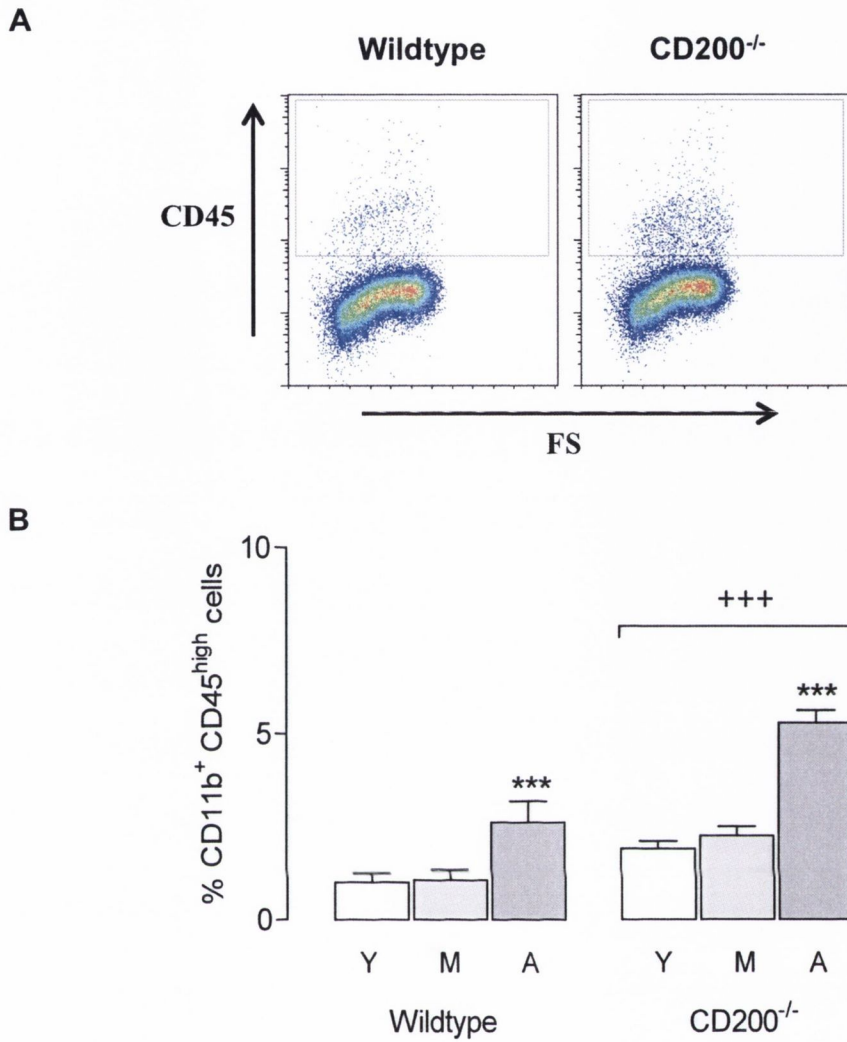 A
Wildtype CD200-/-
CD45
FS
B
% CD11b+ CD45high cells
10
5
0
+++
***
***
Y M A Y M A
Wildtype CD200-/-